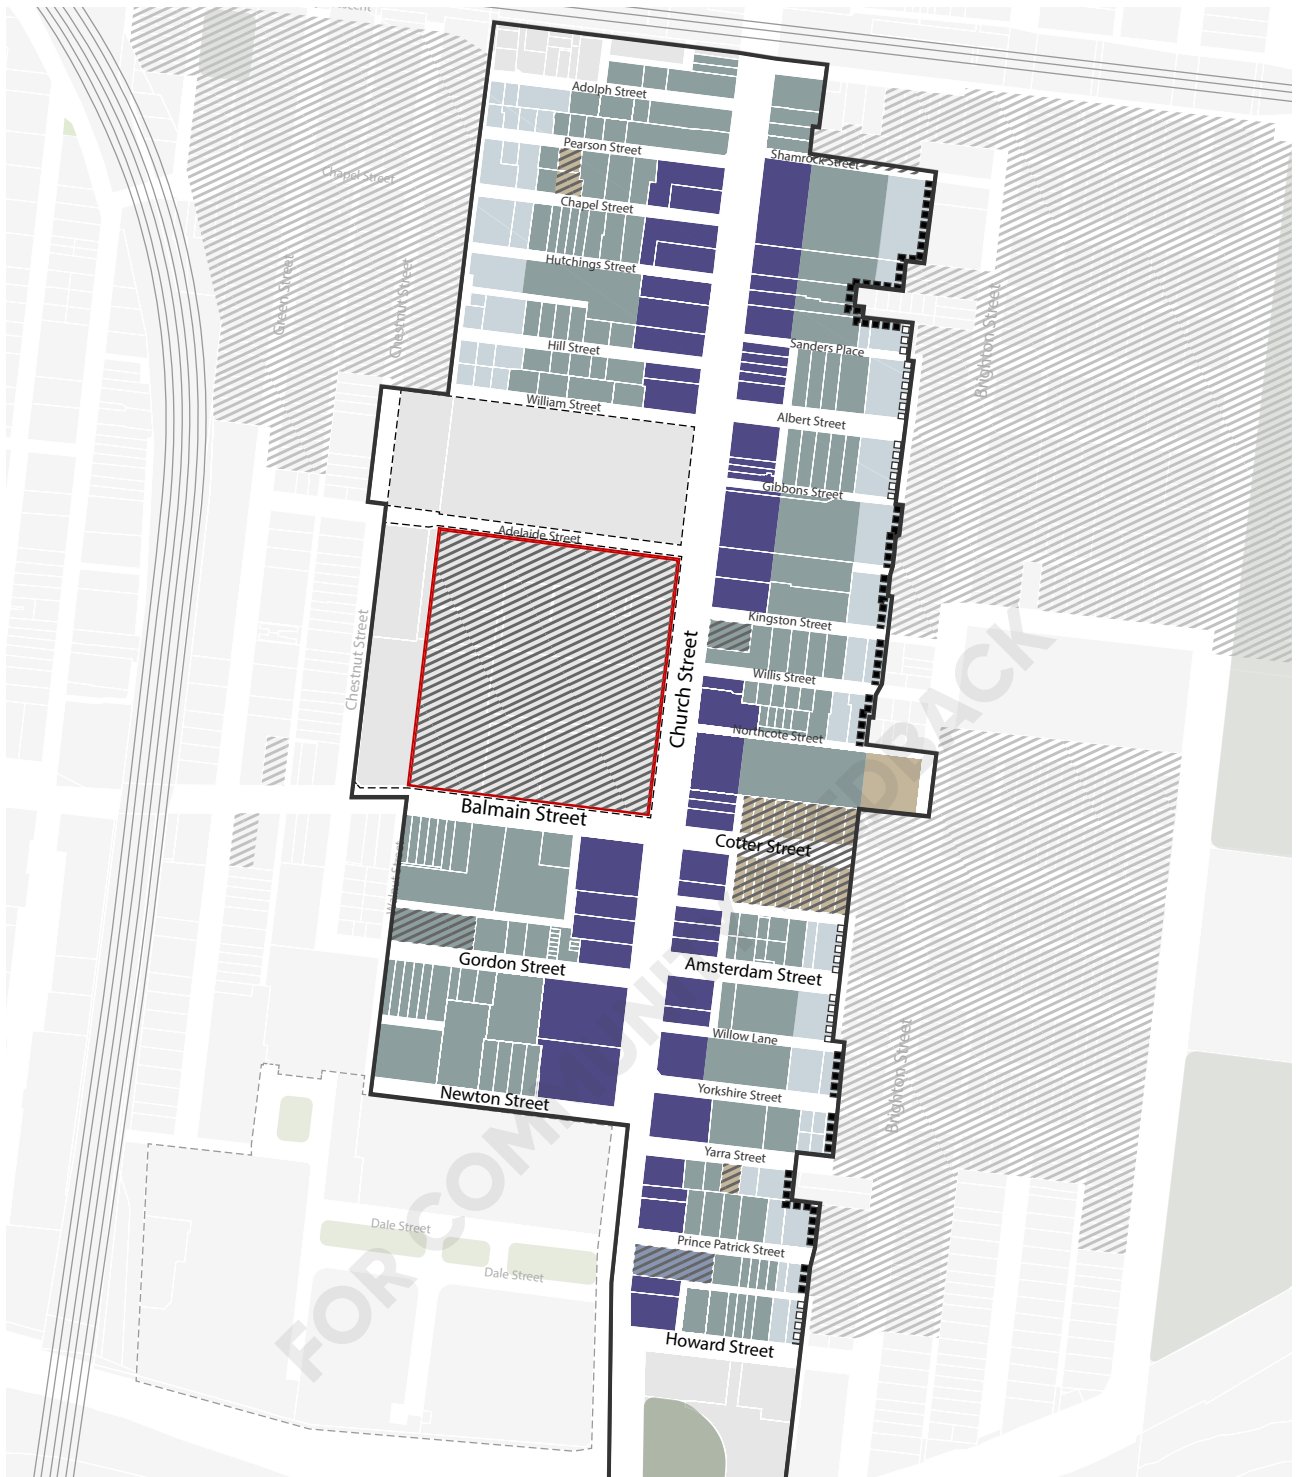 Adolph Street
Pearson Street
Shamrock Street
Chapel Street
Chapel Street
Hutchings Street
Green Street
Chestnut Street
Brighton Street
Hill Street
Sanders Place
William Street
Albert Street
Gibbons Street
Adelaide Street
Kingston Street
Chestnut Street
Church Street
Willis Street
Northcote Street
Balmain Street
Cotter Street
Gordon Street
Amsterdam Street
Willow Lane
Brighton Street
Newton Street
Yorkshire Street
Yarra Street
Dale Street
Prince Patrick Street
Dale Street
Howard Street